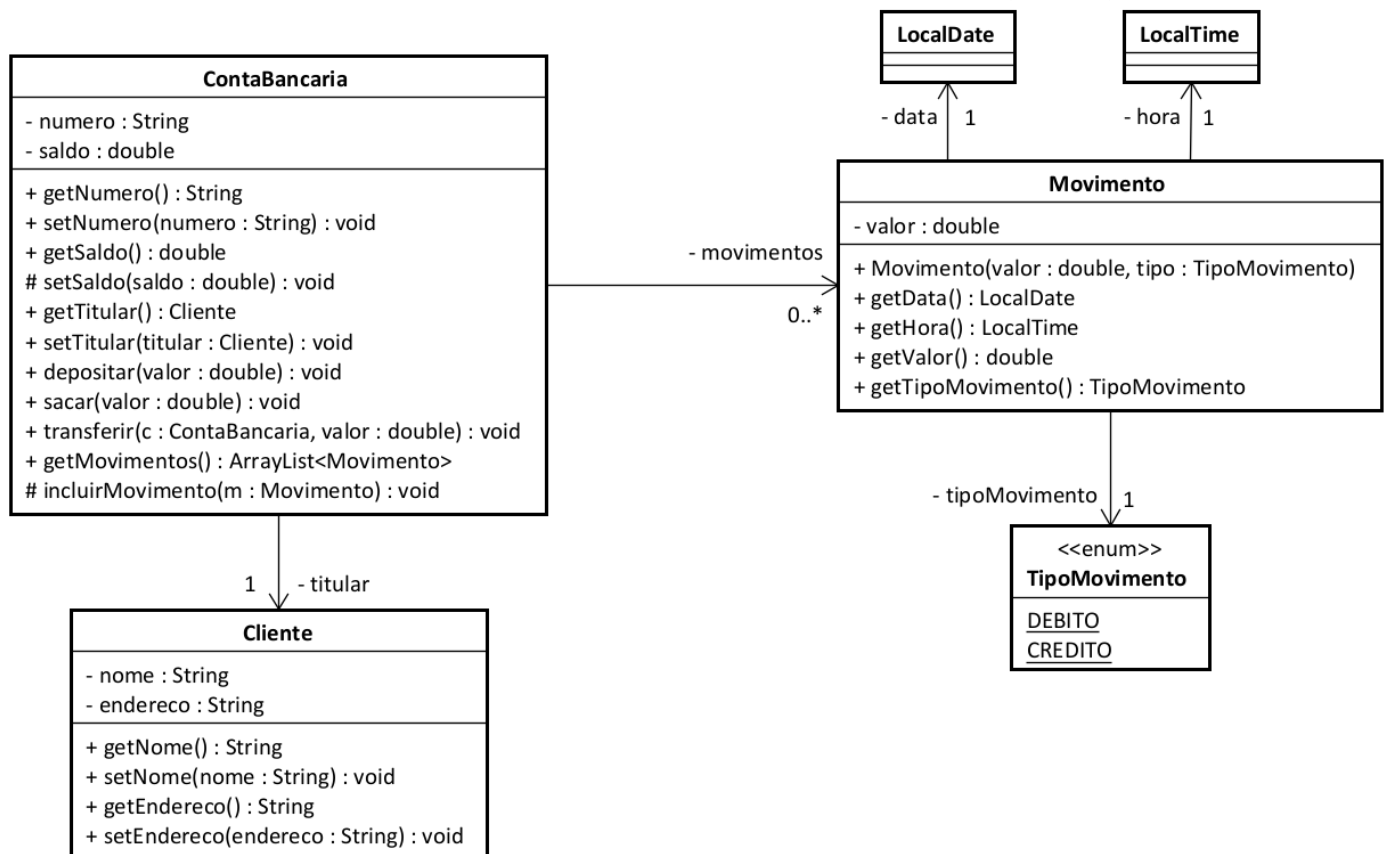 ContaBancaria
- numero : String
- saldo : double
+ getNumero() : String
+ setNumero(numero : String) : void
+ getSaldo() : double
# setSaldo(saldo : double) : void
+ getTitular() : Cliente
+ setTitular(titular : Cliente) : void
+ depositar(valor : double) : void
+ sacar(valor : double) : void
+ transferir(c : ContaBancaria, valor : double) : void
+ getMovimentos() : ArrayList<Movimento>
# incluirMovimento(m : Movimento) : void
- movimentos
0..*
LocalDate
- data 1
LocalTime
- hora 1
Movimento
- valor : double
+ Movimento(valor : double, tipo : TipoMovimento)
+ getData() : LocalDate
+ getHora() : LocalTime
+ getValor() : double
+ getTipoMovimento() : TipoMovimento
- tipoMovimento 1
<<enum>>
TipoMovimento
DEBITO
CREDITO
1 - titular
Cliente
- nome : String
- endereco : String
+ getNome() : String
+ setNome(nome : String) : void
+ getEndereco() : String
+ setEndereco(endereco : String) : void